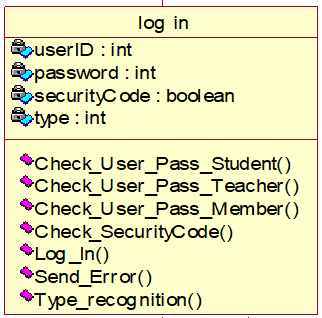 log in
userID : int
password : int
securityCode : boolean
type : int
Check_User_Pass_Student()
Check_User_Pass_Teacher()
Check_User_Pass_Member()
Check_SecurityCode()
Log_In()
Send_Error()
Type_recognition()